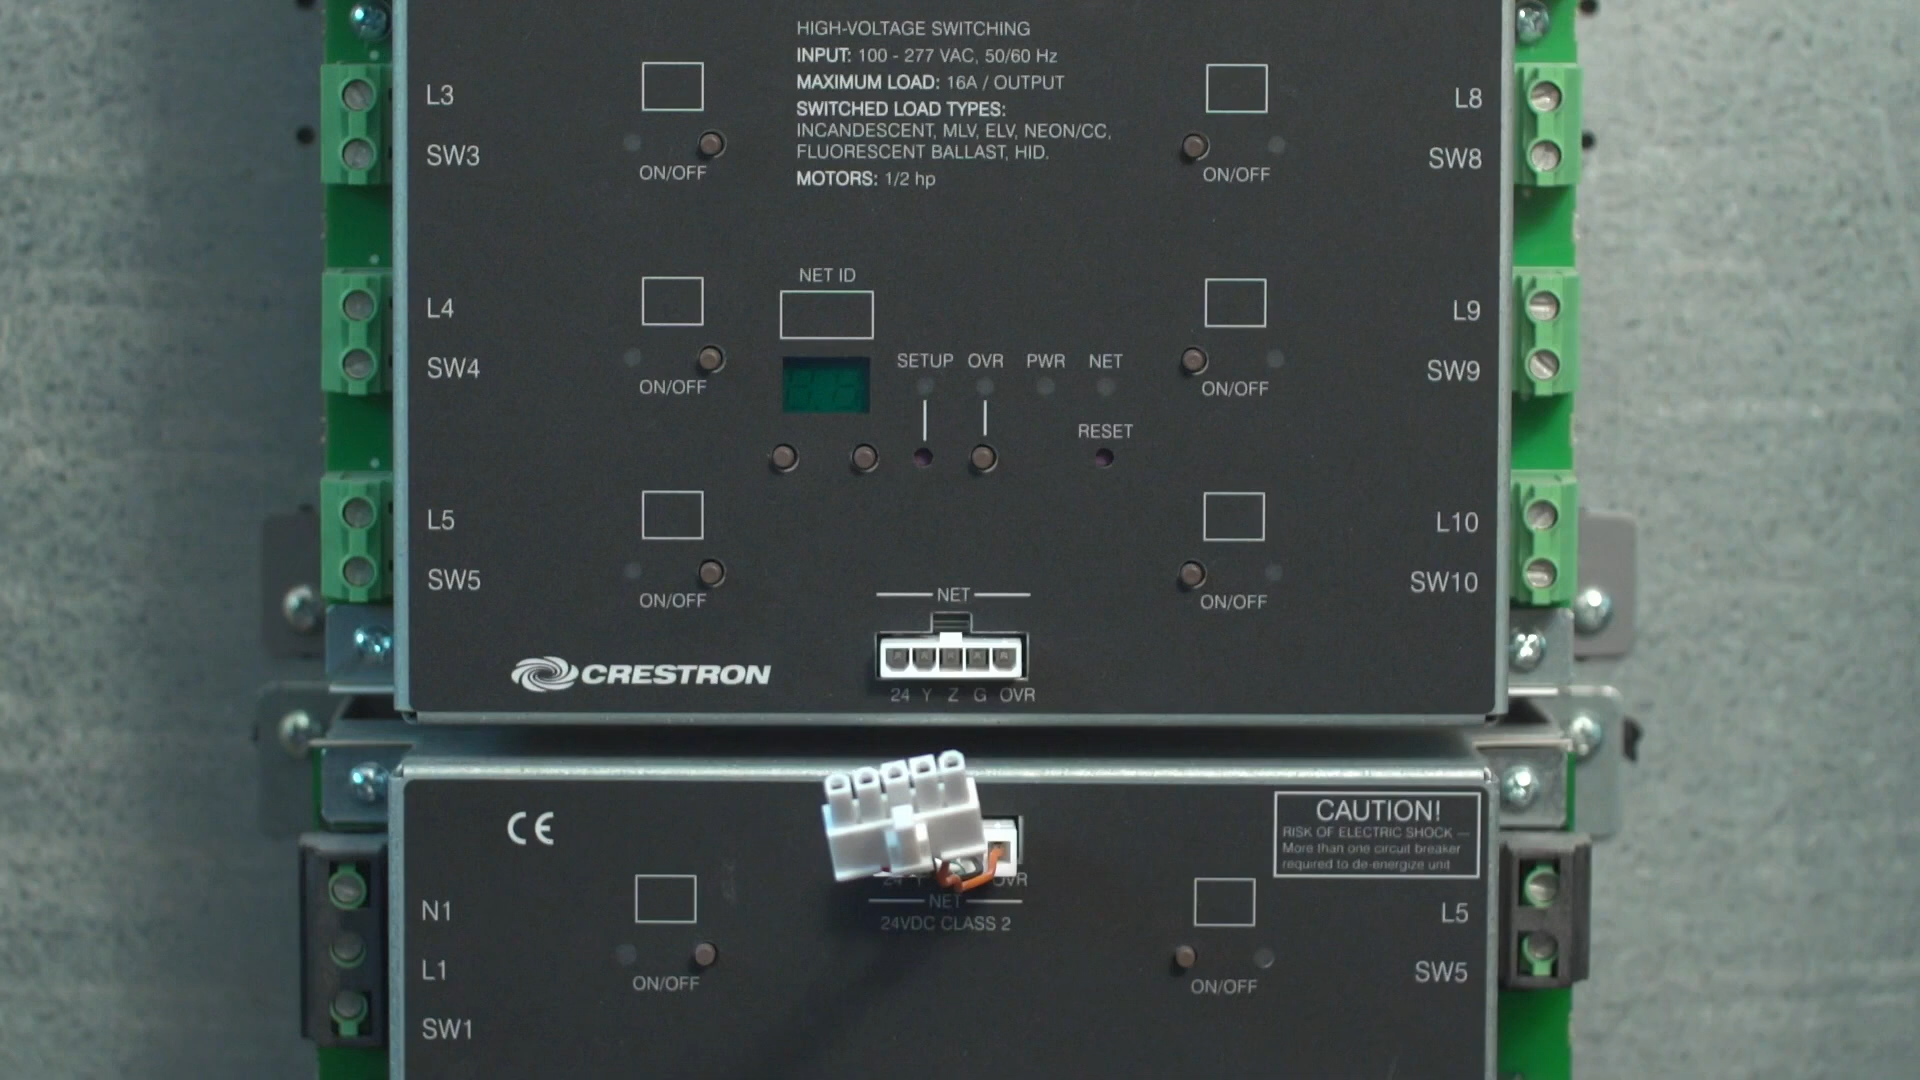 HIGH-VOLTAGE SWITCHING
INPUT: 100 - 277 VAC, 50/60 Hz
MAXIMUM LOAD: 16A / OUTPUT
SWITCHED LOAD TYPES:
INCANDESCENT, MLV, ELV, NEON/CC,
FLUORESCENT BALLAST, HID.
MOTORS: 1/2 hp
L3
SW3
ON/OFF
L8
SW8
ON/OFF
L4
SW4
ON/OFF
NET ID
SETUP OVR PWR NET
RESET
L9
SW9
ON/OFF
L5
SW5
ON/OFF
L10
SW10
ON/OFF
NET
24 Y Z G OVR
CRESTRON
CE
CAUTION!
RISK OF ELECTRIC SHOCK —
More than one circuit breaker
required to de-energize unit
24 Y OVR
NET
24VDC CLASS 2
N1
L1
SW1
ON/OFF
L5
SW5
ON/OFF